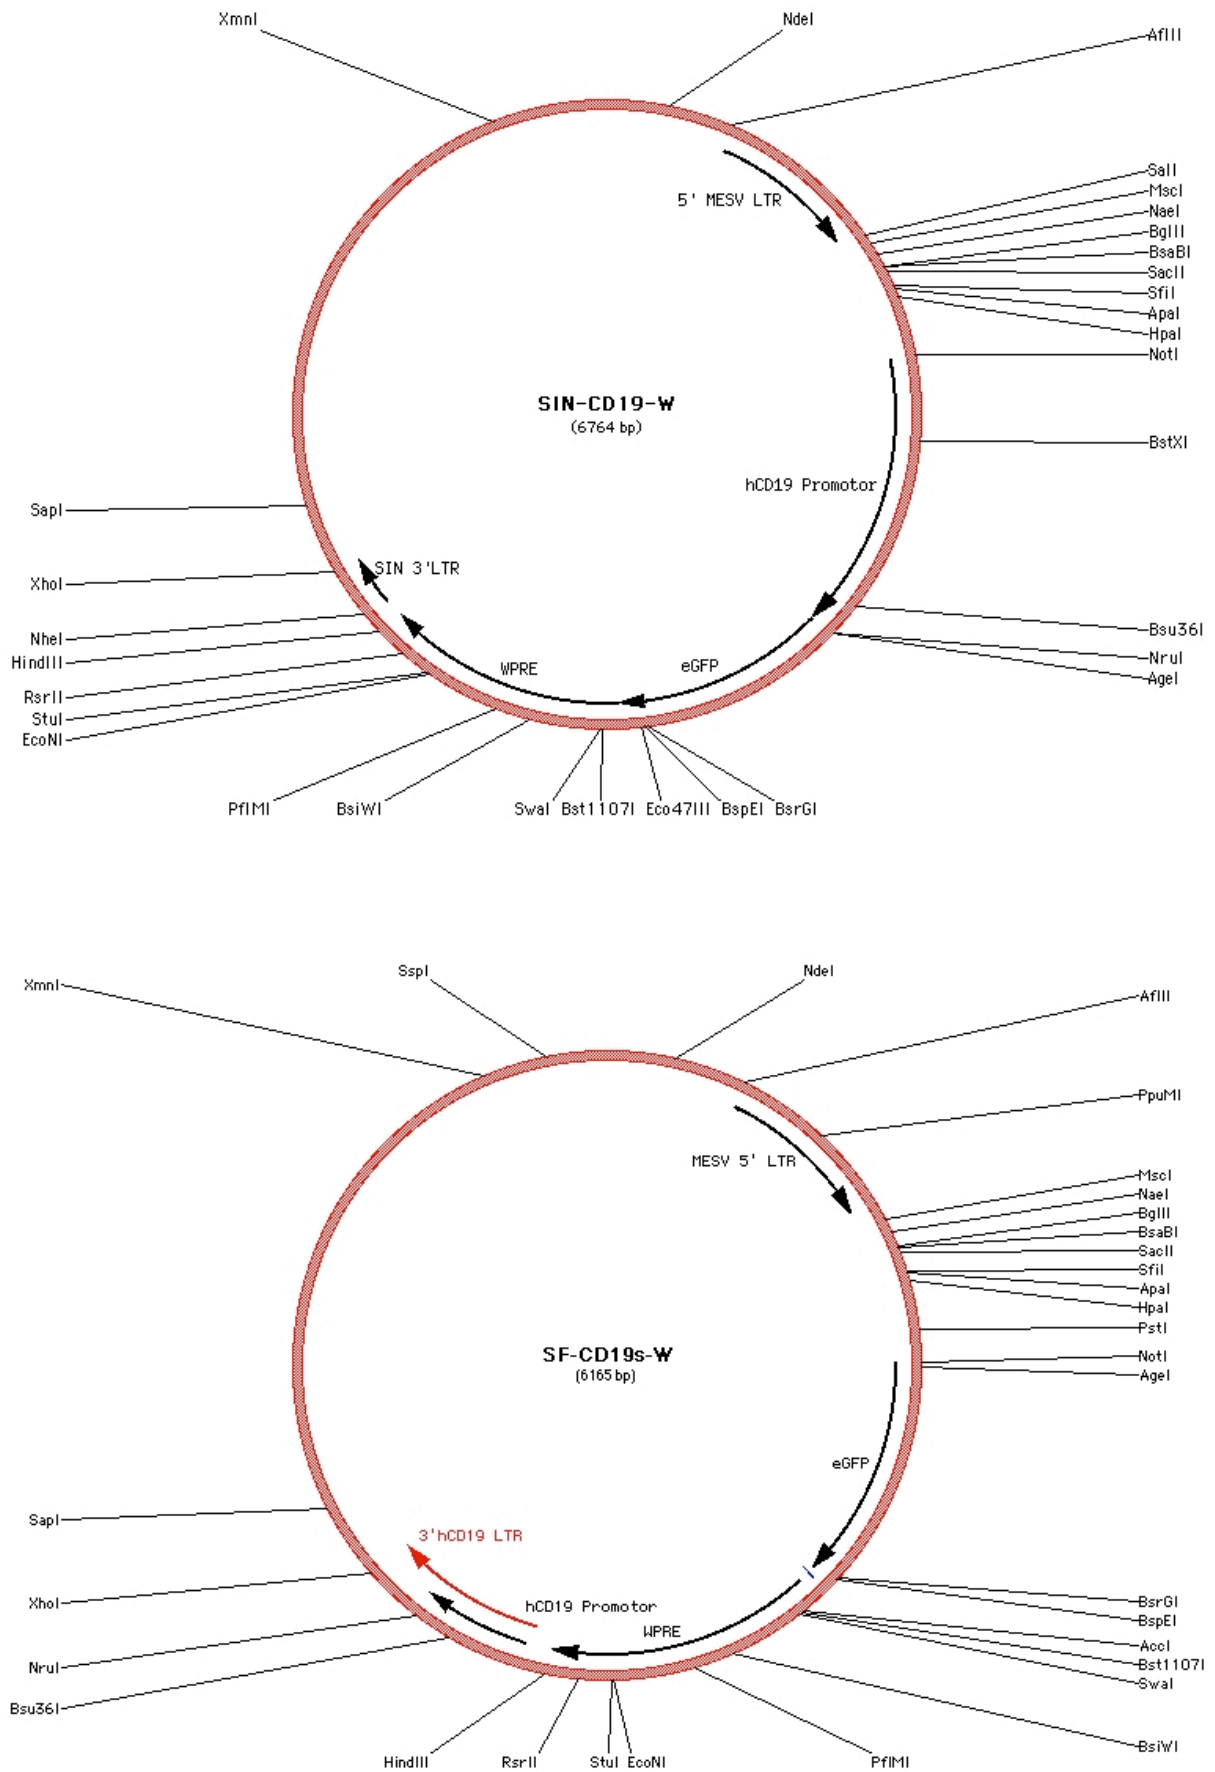 XmnI
NdeI
AflII
SalI
MscI
NaeI
BglII
BsaBI
SacII
SfiI
ApaI
HpaI
NotI
BstXI
Bsu36I
NruI
AgeI
5' MESV LTR
SIN-CD19-W
(6764 bp)
hCD19 Promotor
SIN 3'LTR
WPRE
eGFP
SapI
XhoI
NheI
HindIII
RsrII
StuI
EcoNI
PflMI
BsiWI
SwaI
Bst1107I
Eco47III
BspEI
BsrGI
XmnI
SspI
NdeI
AflII
PpuMI
MscI
NaeI
BglII
BsaBI
SacII
SfiI
ApaI
HpaI
PstI
NotI
AgeI
MESV 5' LTR
SF-CD19s-W
(6165 bp)
eGFP
3'hCD19 LTR
hCD19 Promotor
WPRE
BsrGI
BspEI
AccI
Bst1107I
SwaI
BsiWI
SapI
XhoI
NruI
Bsu36I
HindIII
RsrII
StuI
EcoNI
PflMI